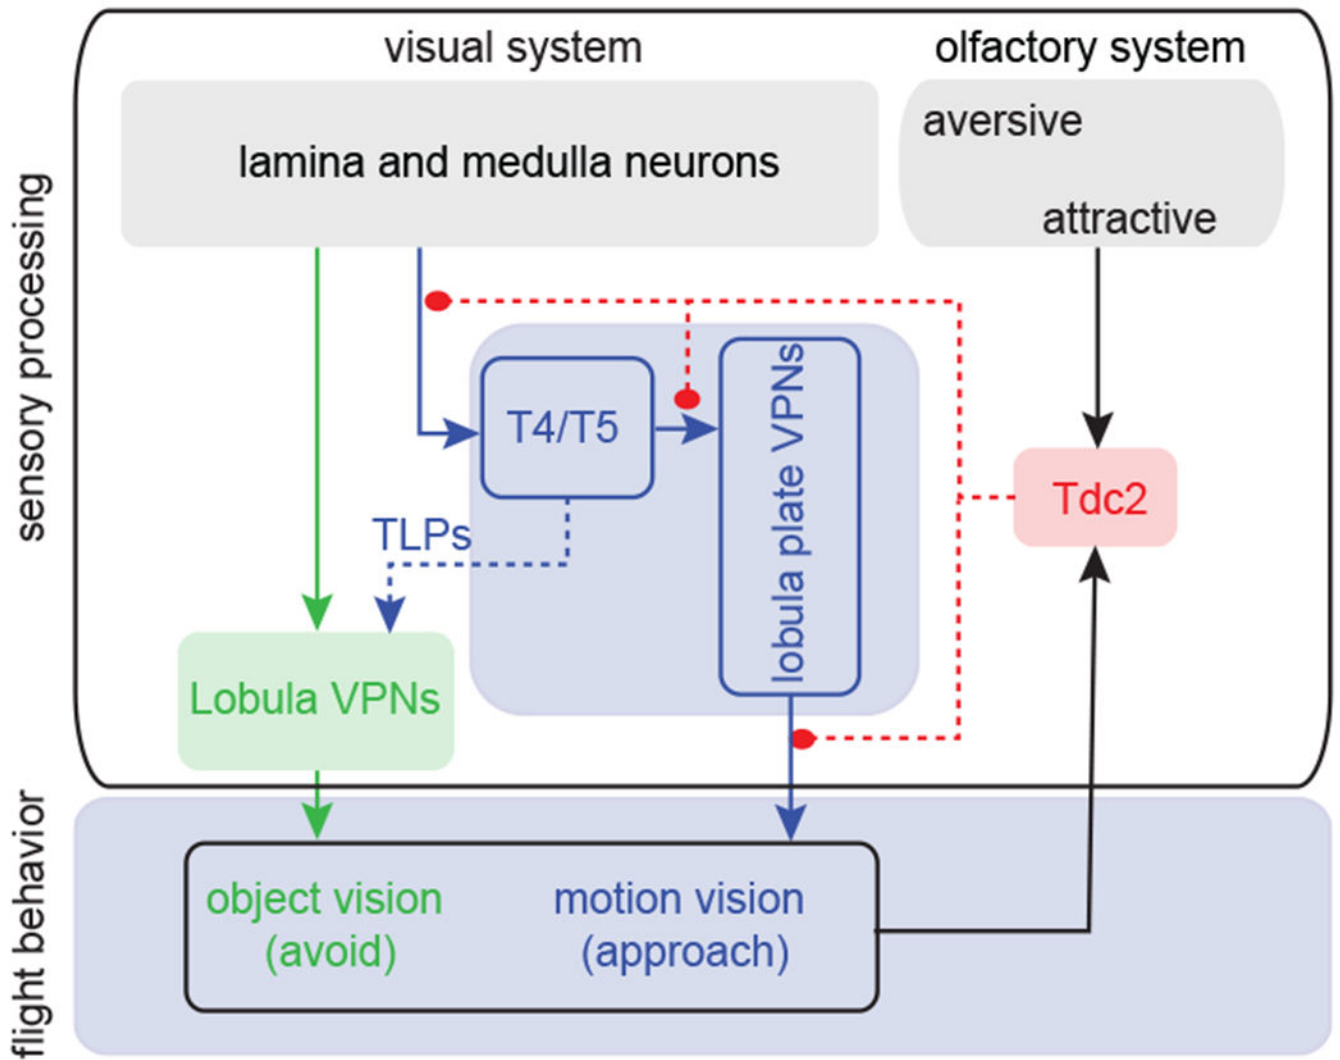 visual system
olfactory system
lamina and medulla neurons
aversive
attractive
sensory processing
T4/T5
lobula plate VPNs
Tdc2
TLPs
Lobula VPNs
flight behavior
object vision
(avoid)
motion vision
(approach)